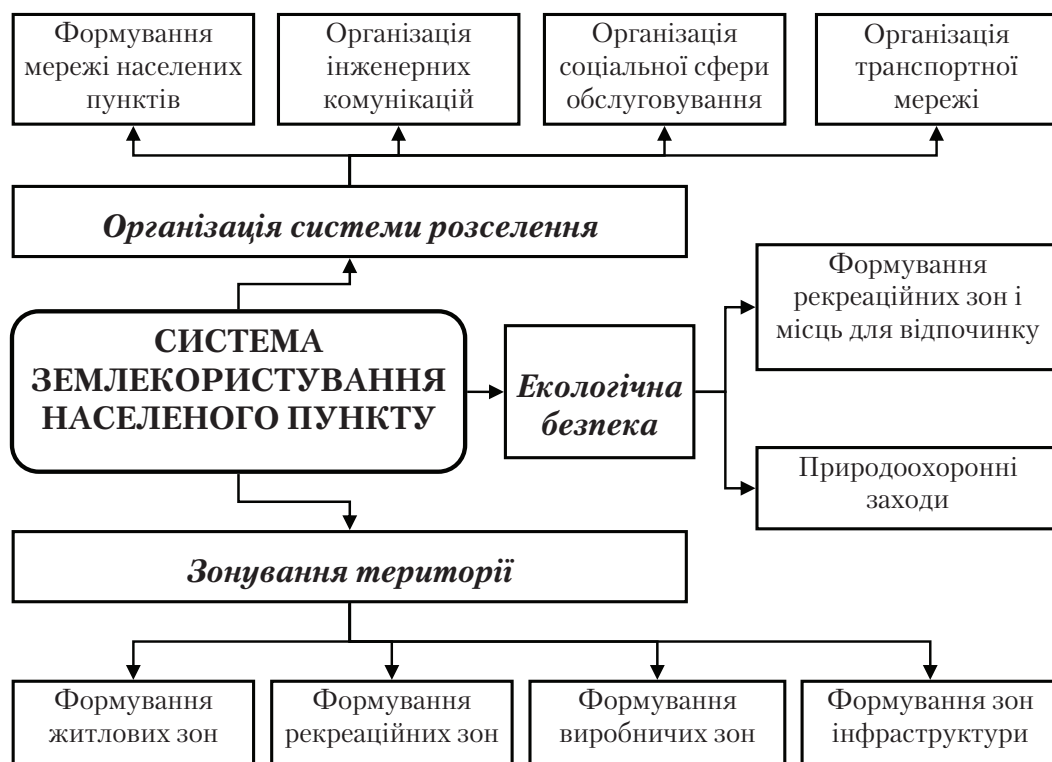 Формування
мережі населених
пунктів
Організація
інженерних
комунікацій
Організація
соціальної сфери
обслуговування
Організація
транспортної
мережі
Організація системи розселення
Формування
рекреаційних зон і
місць для відпочинку
СИСТЕМА
ЗЕМЛЕКОРИСТУВАННЯ
НАСЕЛЕНОГО ПУНКТУ
Екологічна
безпека
Природоохоронні
заходи
Зонування території
Формування
житлових зон
Формування
рекреаційних зон
Формування
виробничих зон
Формування зон
інфраструктури